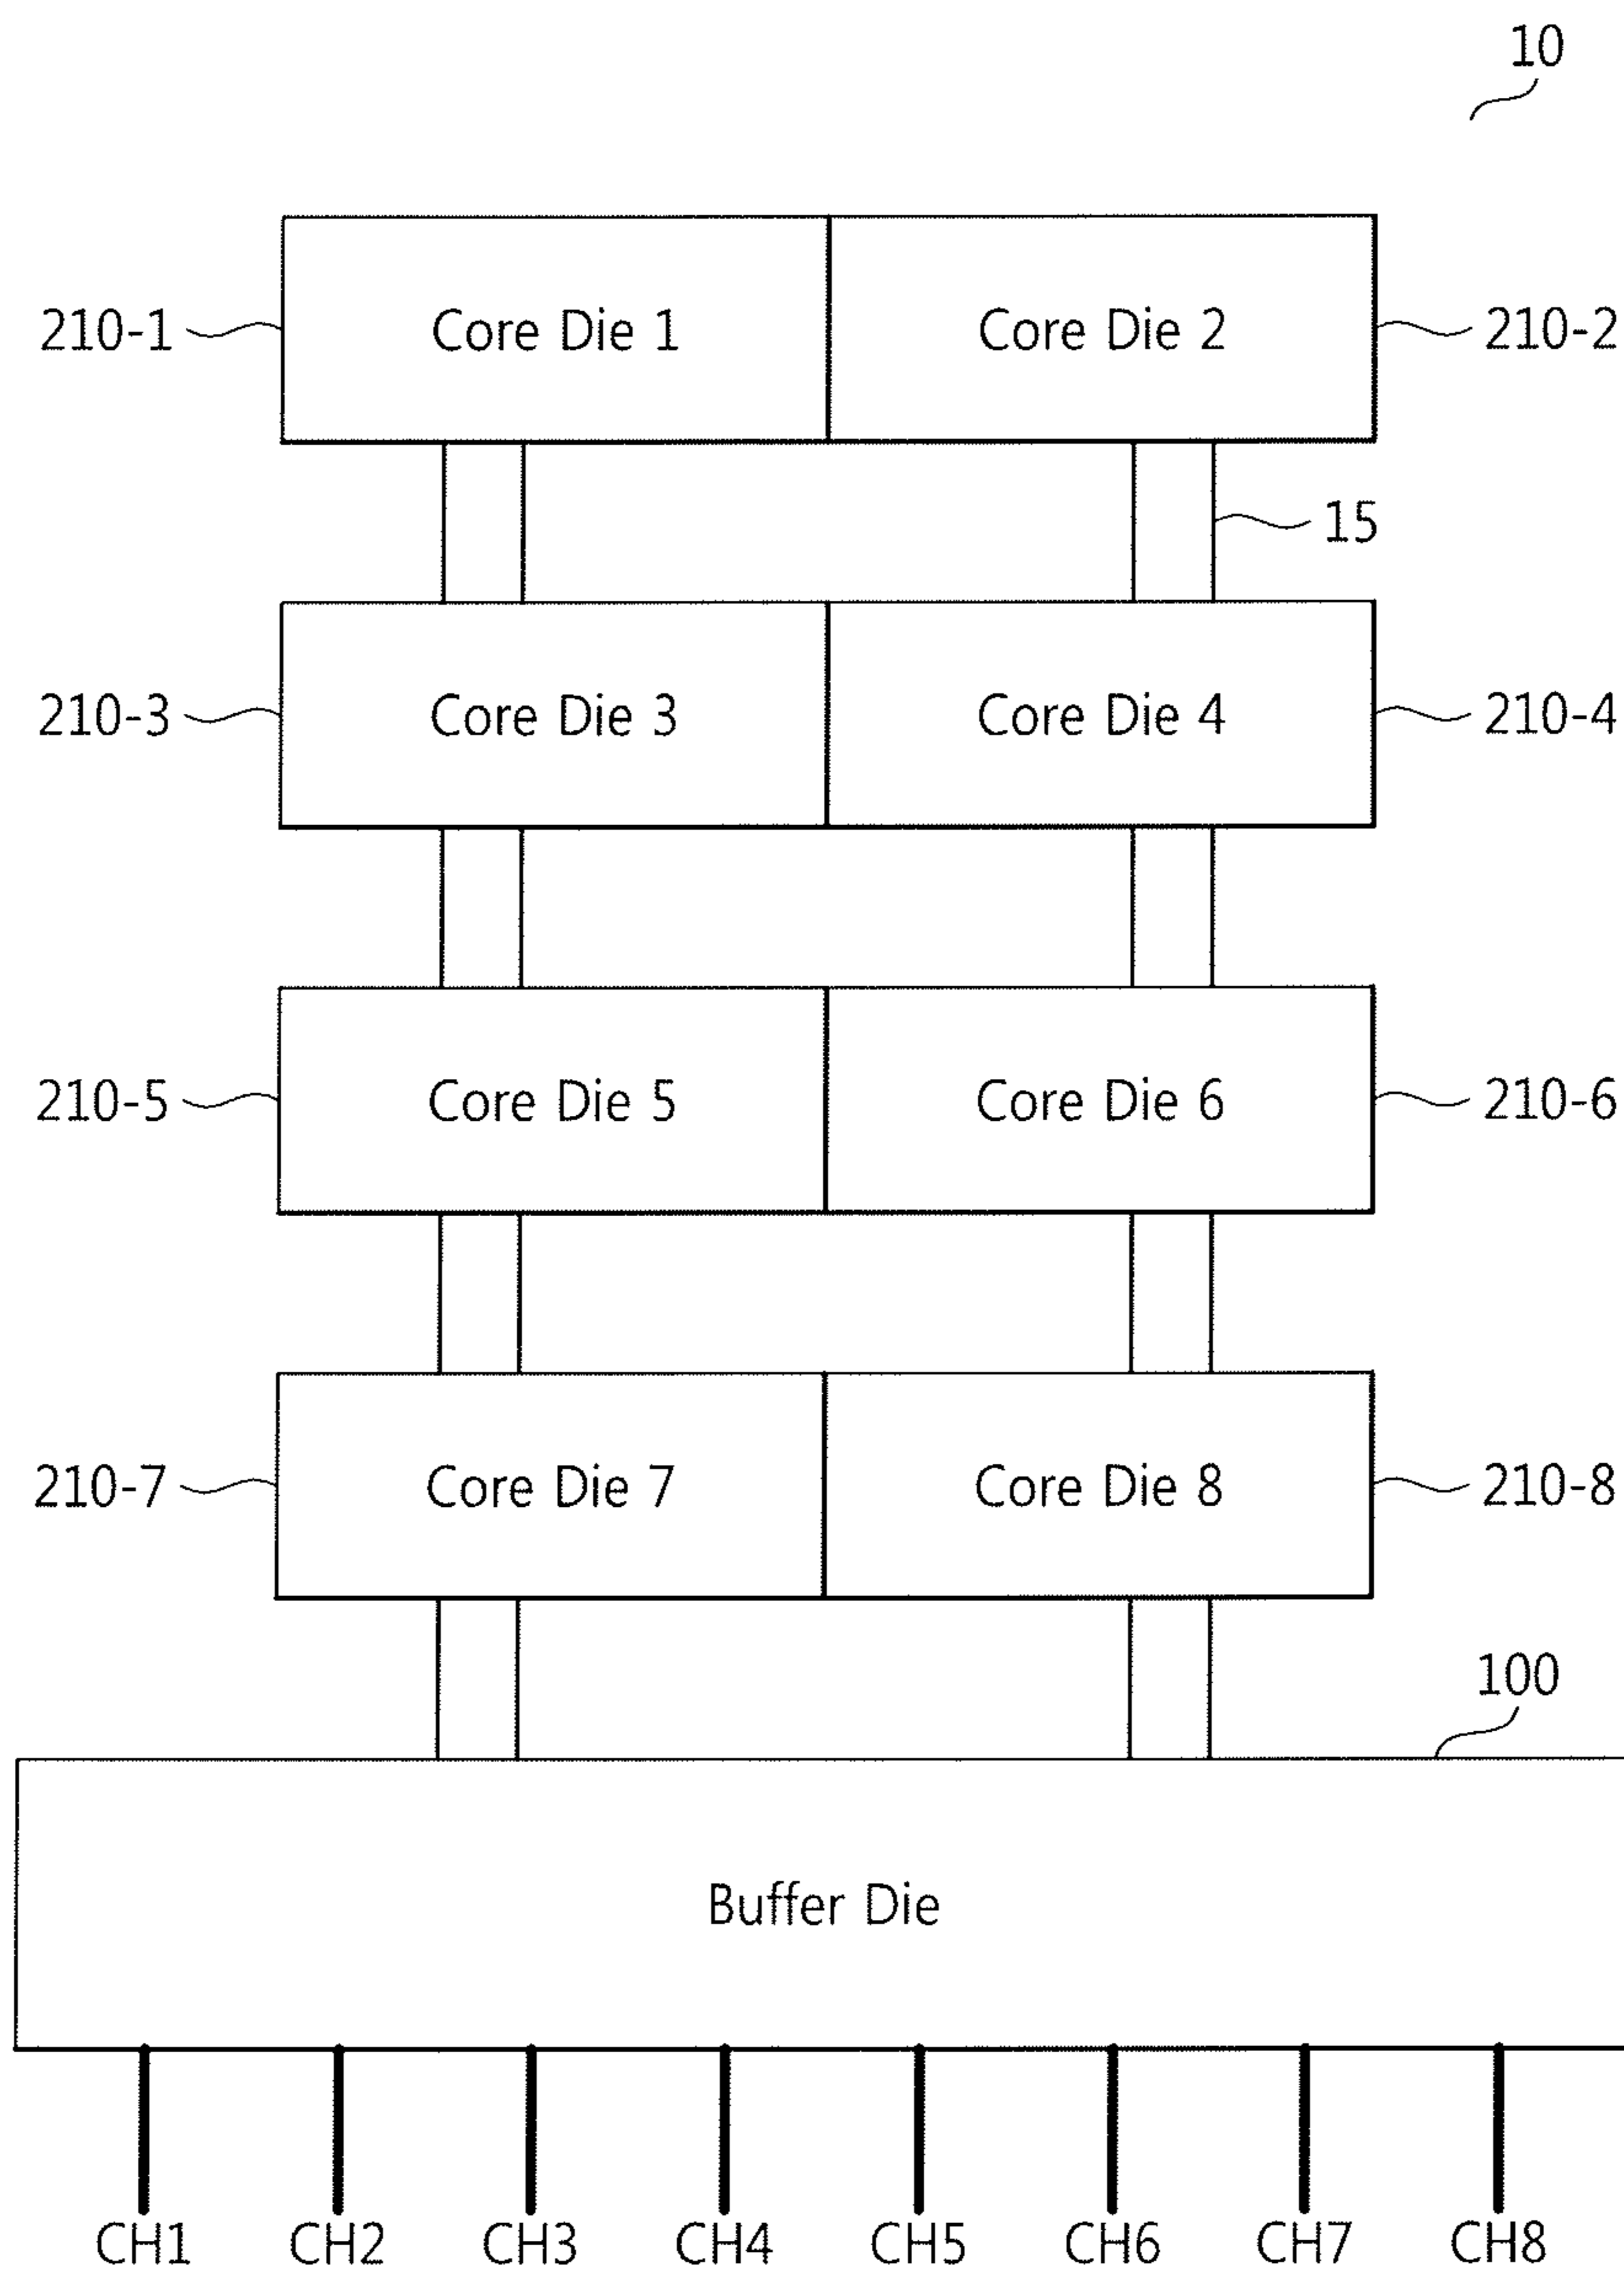 10
210-1 Core Die 1 Core Die 2 210-2
15
210-3 Core Die 3 Core Die 4 210-4
210-5 Core Die 5 Core Die 6 210-6
210-7 Core Die 7 Core Die 8 210-8
100
Buffer Die
CH1 CH2 CH3 CH4 CH5 CH6 CH7 CH8